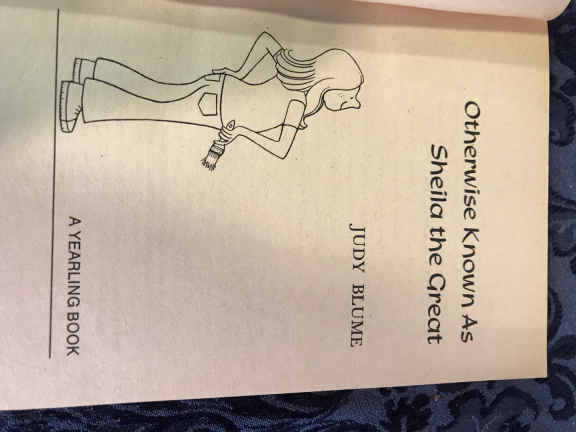 Otherwise Known As
Sheila the Great
JUDY BLUME
A YEARLING BOOK